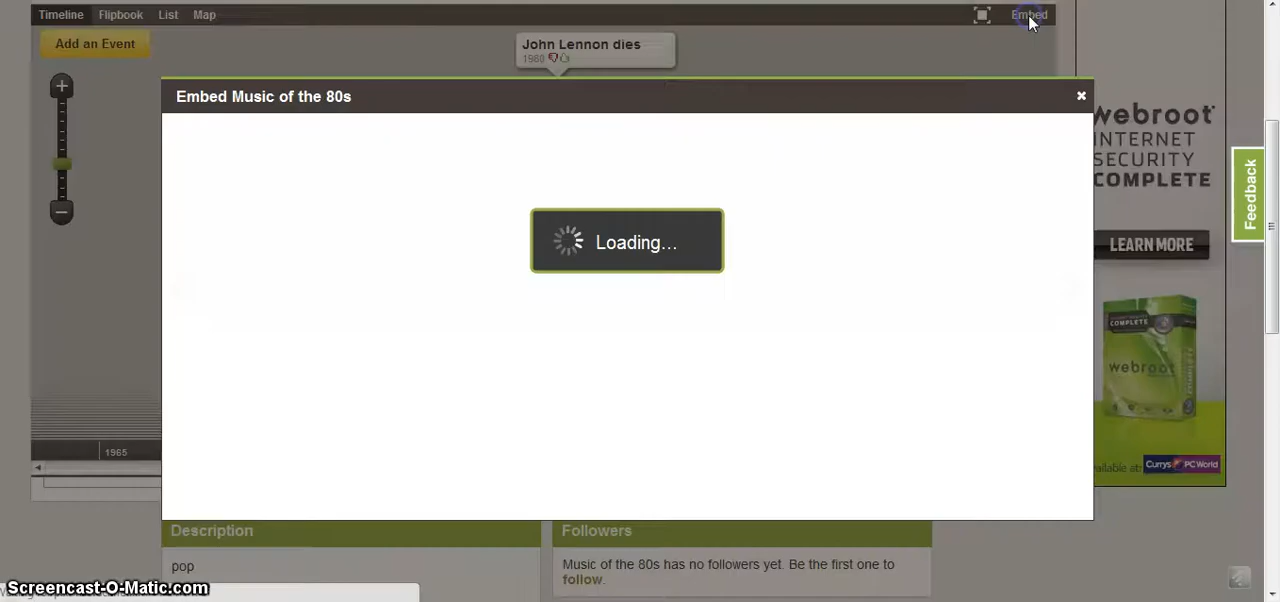 Timeline Flipbook List Map Embed
Add an Event
John Lennon dies
1980
Embed Music of the 80s
Loading...
webroot
INTERNET
SECURITY
COMPLETE
LEARN MORE
Feedback
COMPLETE
webroot
1965
available at: Currys PC World
Description
Followers
pop
Music of the 80s has no followers yet. Be the first one to
follow.
Screencast-O-Matic.com